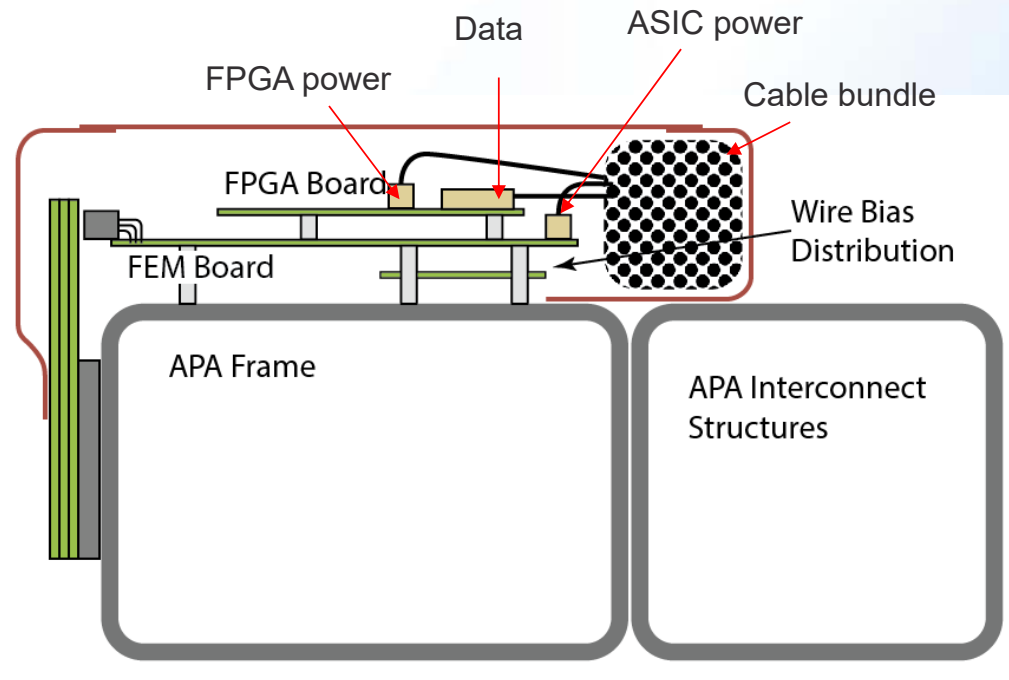 Data
ASIC power
FPGA power
Cable bundle
FPGA Board
Wire Bias
Distribution
FEM Board
APA Frame
APA Interconnect
Structures